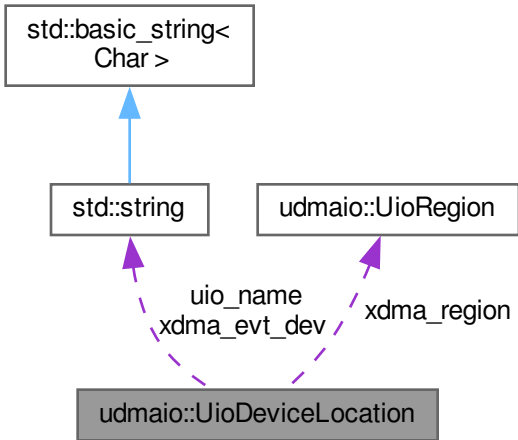 std::basic_string<
Char >
std::string
udmaio::UioRegion
uio_name
xdma_evt_dev
xdma_region
udmaio::UioDeviceLocation